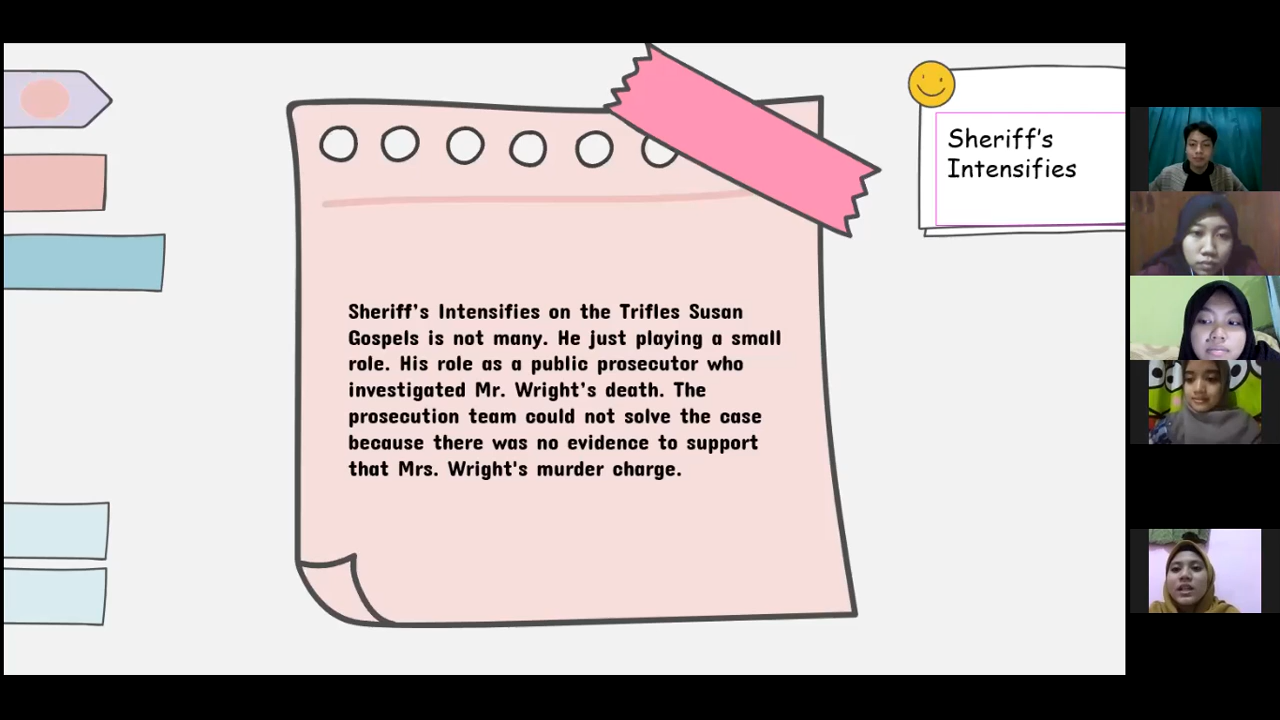 Sheriff's
Intensifies
Sheriff's Intensifies on the Trifles Susan
Gospels is not many. He just playing a small
role. His role as a public prosecutor who
investigated Mr. Wright's death. The
prosecution team could not solve the case
because there was no evidence to support
that Mrs. Wright's murder charge.